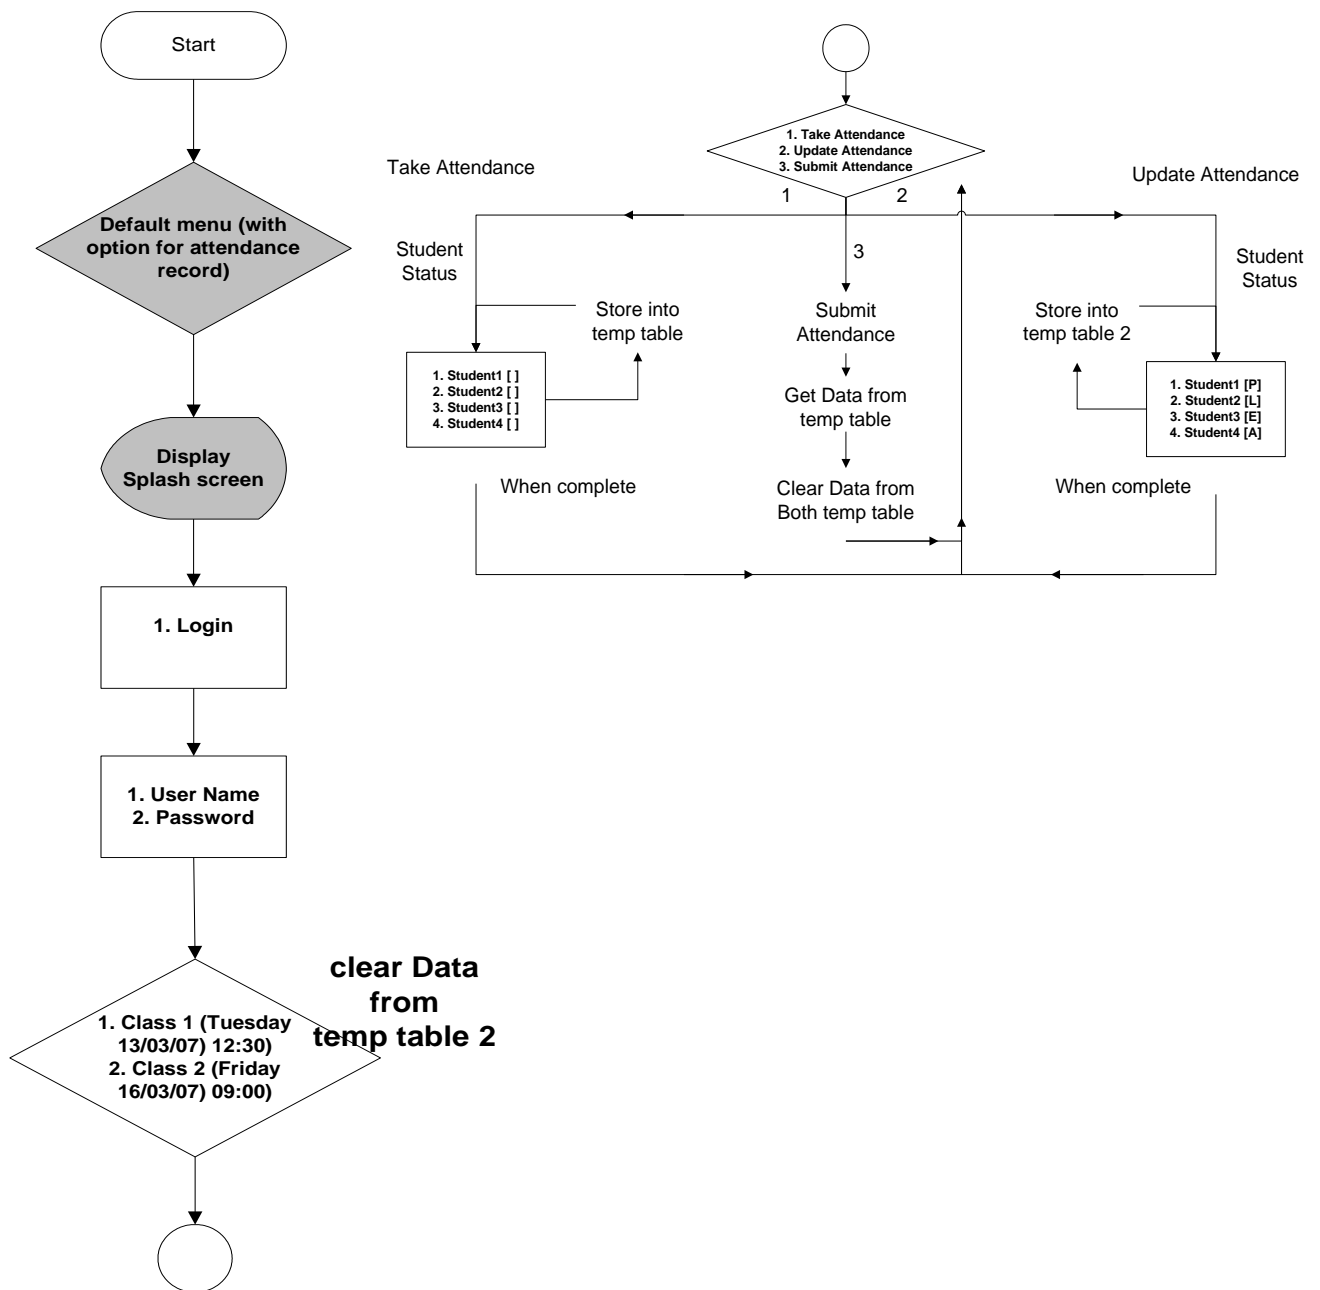 Start
Default menu (with
option for attendance
record)
Display
Splash screen
1. Login
1. User Name
2. Password
1. Class 1 (Tuesday
13/03/07) 12:30)
2. Class 2 (Friday
16/03/07) 09:00)
clear Data
from
temp table 2
1. Take Attendance
2. Update Attendance
3. Submit Attendance
Take Attendance
Update Attendance
1
2
3
Student
Status
Store into
temp table
1. Student1 [ ]
2. Student2 [ ]
3. Student3 [ ]
4. Student4 [ ]
When complete
Submit
Attendance
Get Data from
temp table
Clear Data from
Both temp table
Student
Status
Store into
temp table 2
1. Student1 [P]
2. Student2 [L]
3. Student3 [E]
4. Student4 [A]
When complete